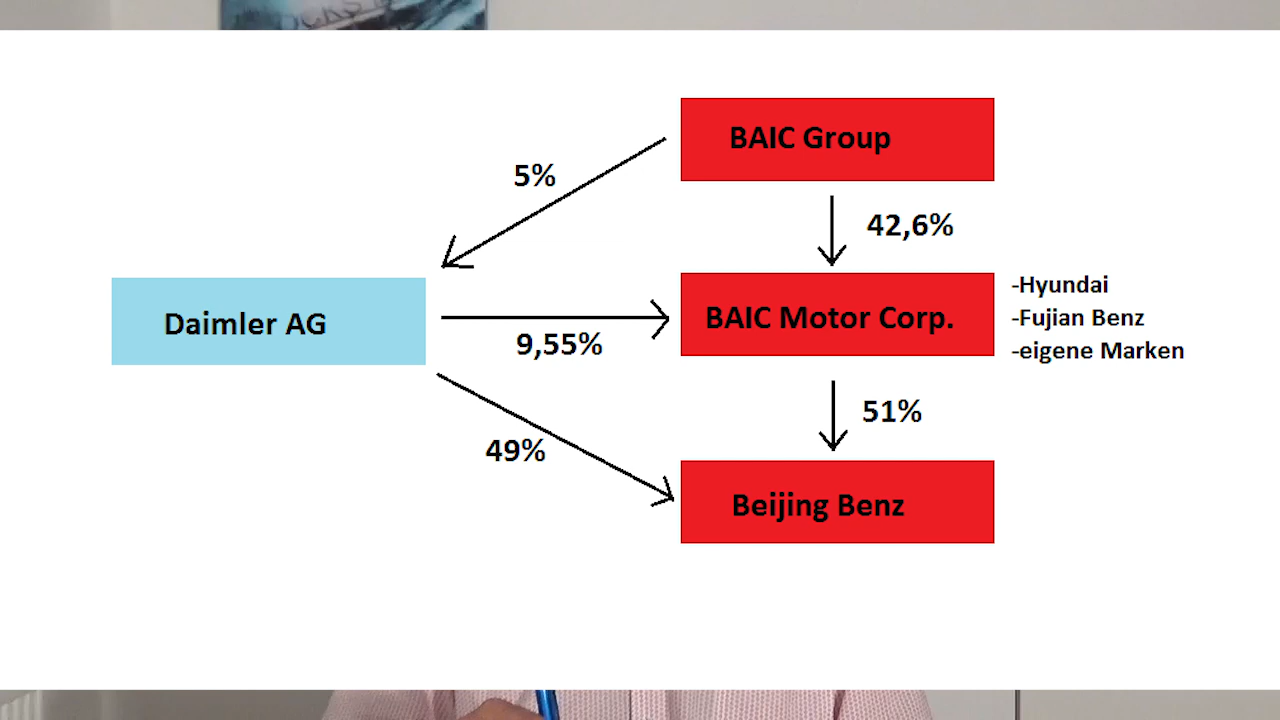 BAIC Group
5%
42,6%
Daimler AG
9,55%
BAIC Motor Corp.
-Hyundai
-Fujian Benz
-eigene Marken
49%
51%
Beijing Benz